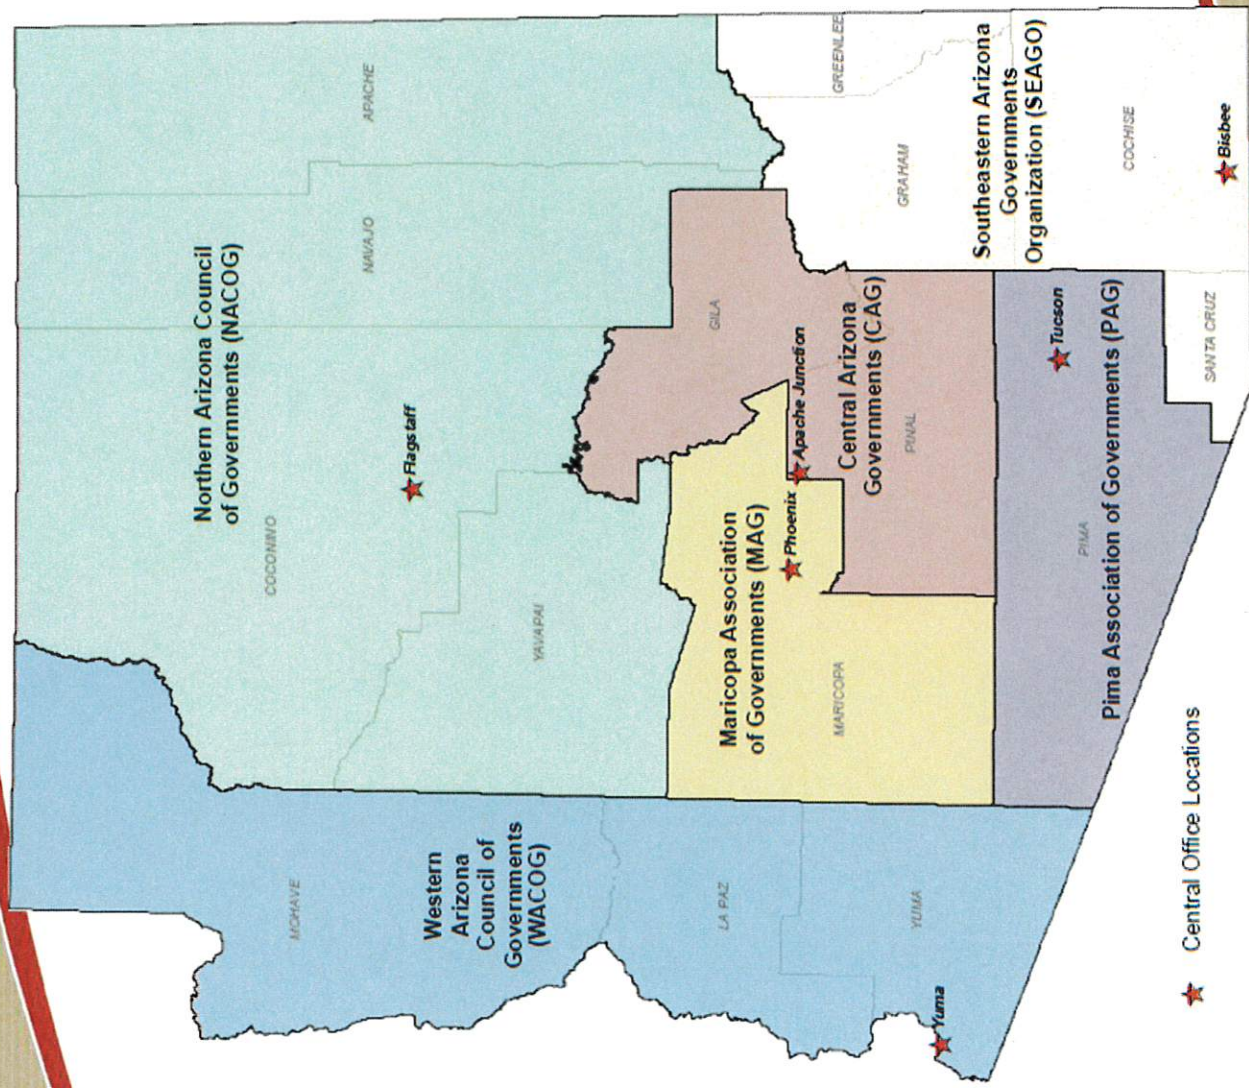 Northern Arizona Council
of Governments (NACOG)
APACHE
NAVAJO
COCONINO
Flagstaff
YAVAPAI
MOHAVE
Western
Arizona
Council of
Governments
(WACOG)
LA PAZ
YUMA
Yuma
Maricopa Association
of Governments (MAG)
Phoenix
MARICOPA
GILA
Apache Junction
Central Arizona
Governments (CAG)
PINAL
GREENLEE
GRAHAM
Southeastern Arizona
Governments
Organization (SEAGO)
COCHISE
Bisbee
Tucson
PIMA
Pima Association of Governments (PAG)
SANTA CRUZ
Central Office Locations